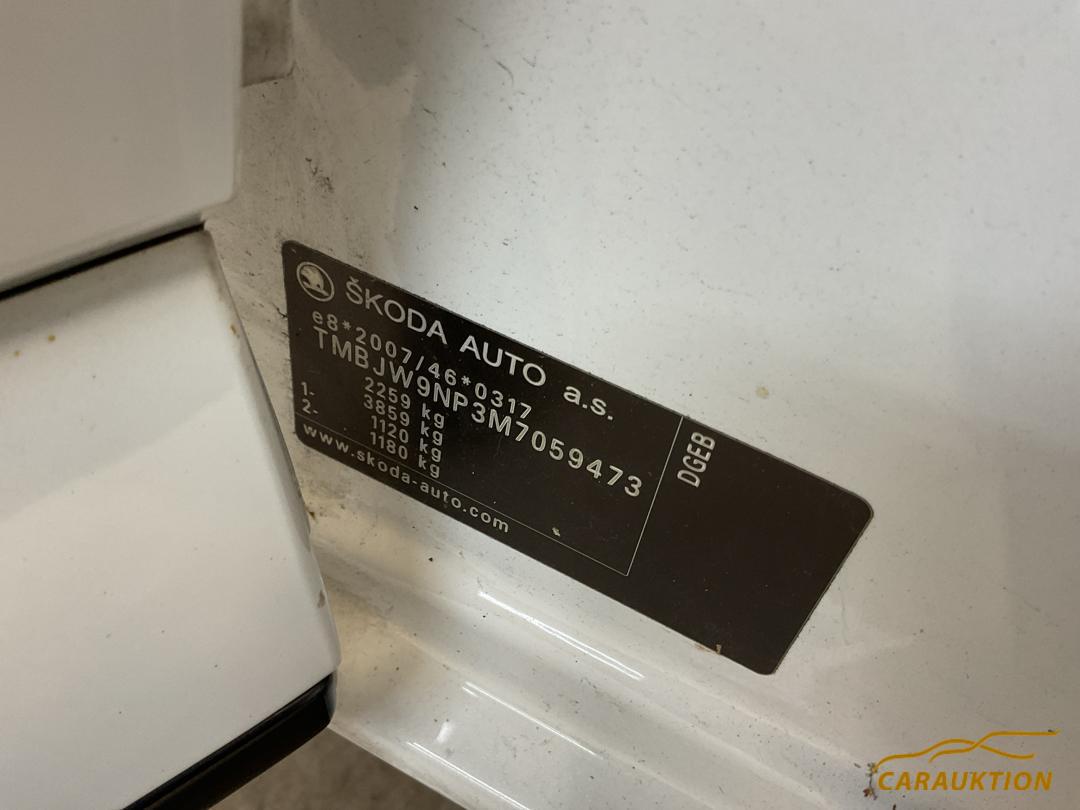 ŠKODA AUTO a.s.
e8*2007/46*0317
TMBJW9NP3M7059473
2259 kg
1.- 3859 kg
2.- 1120 kg
1180 kg
www.skoda-auto.com
DGEB
CARAUKTION